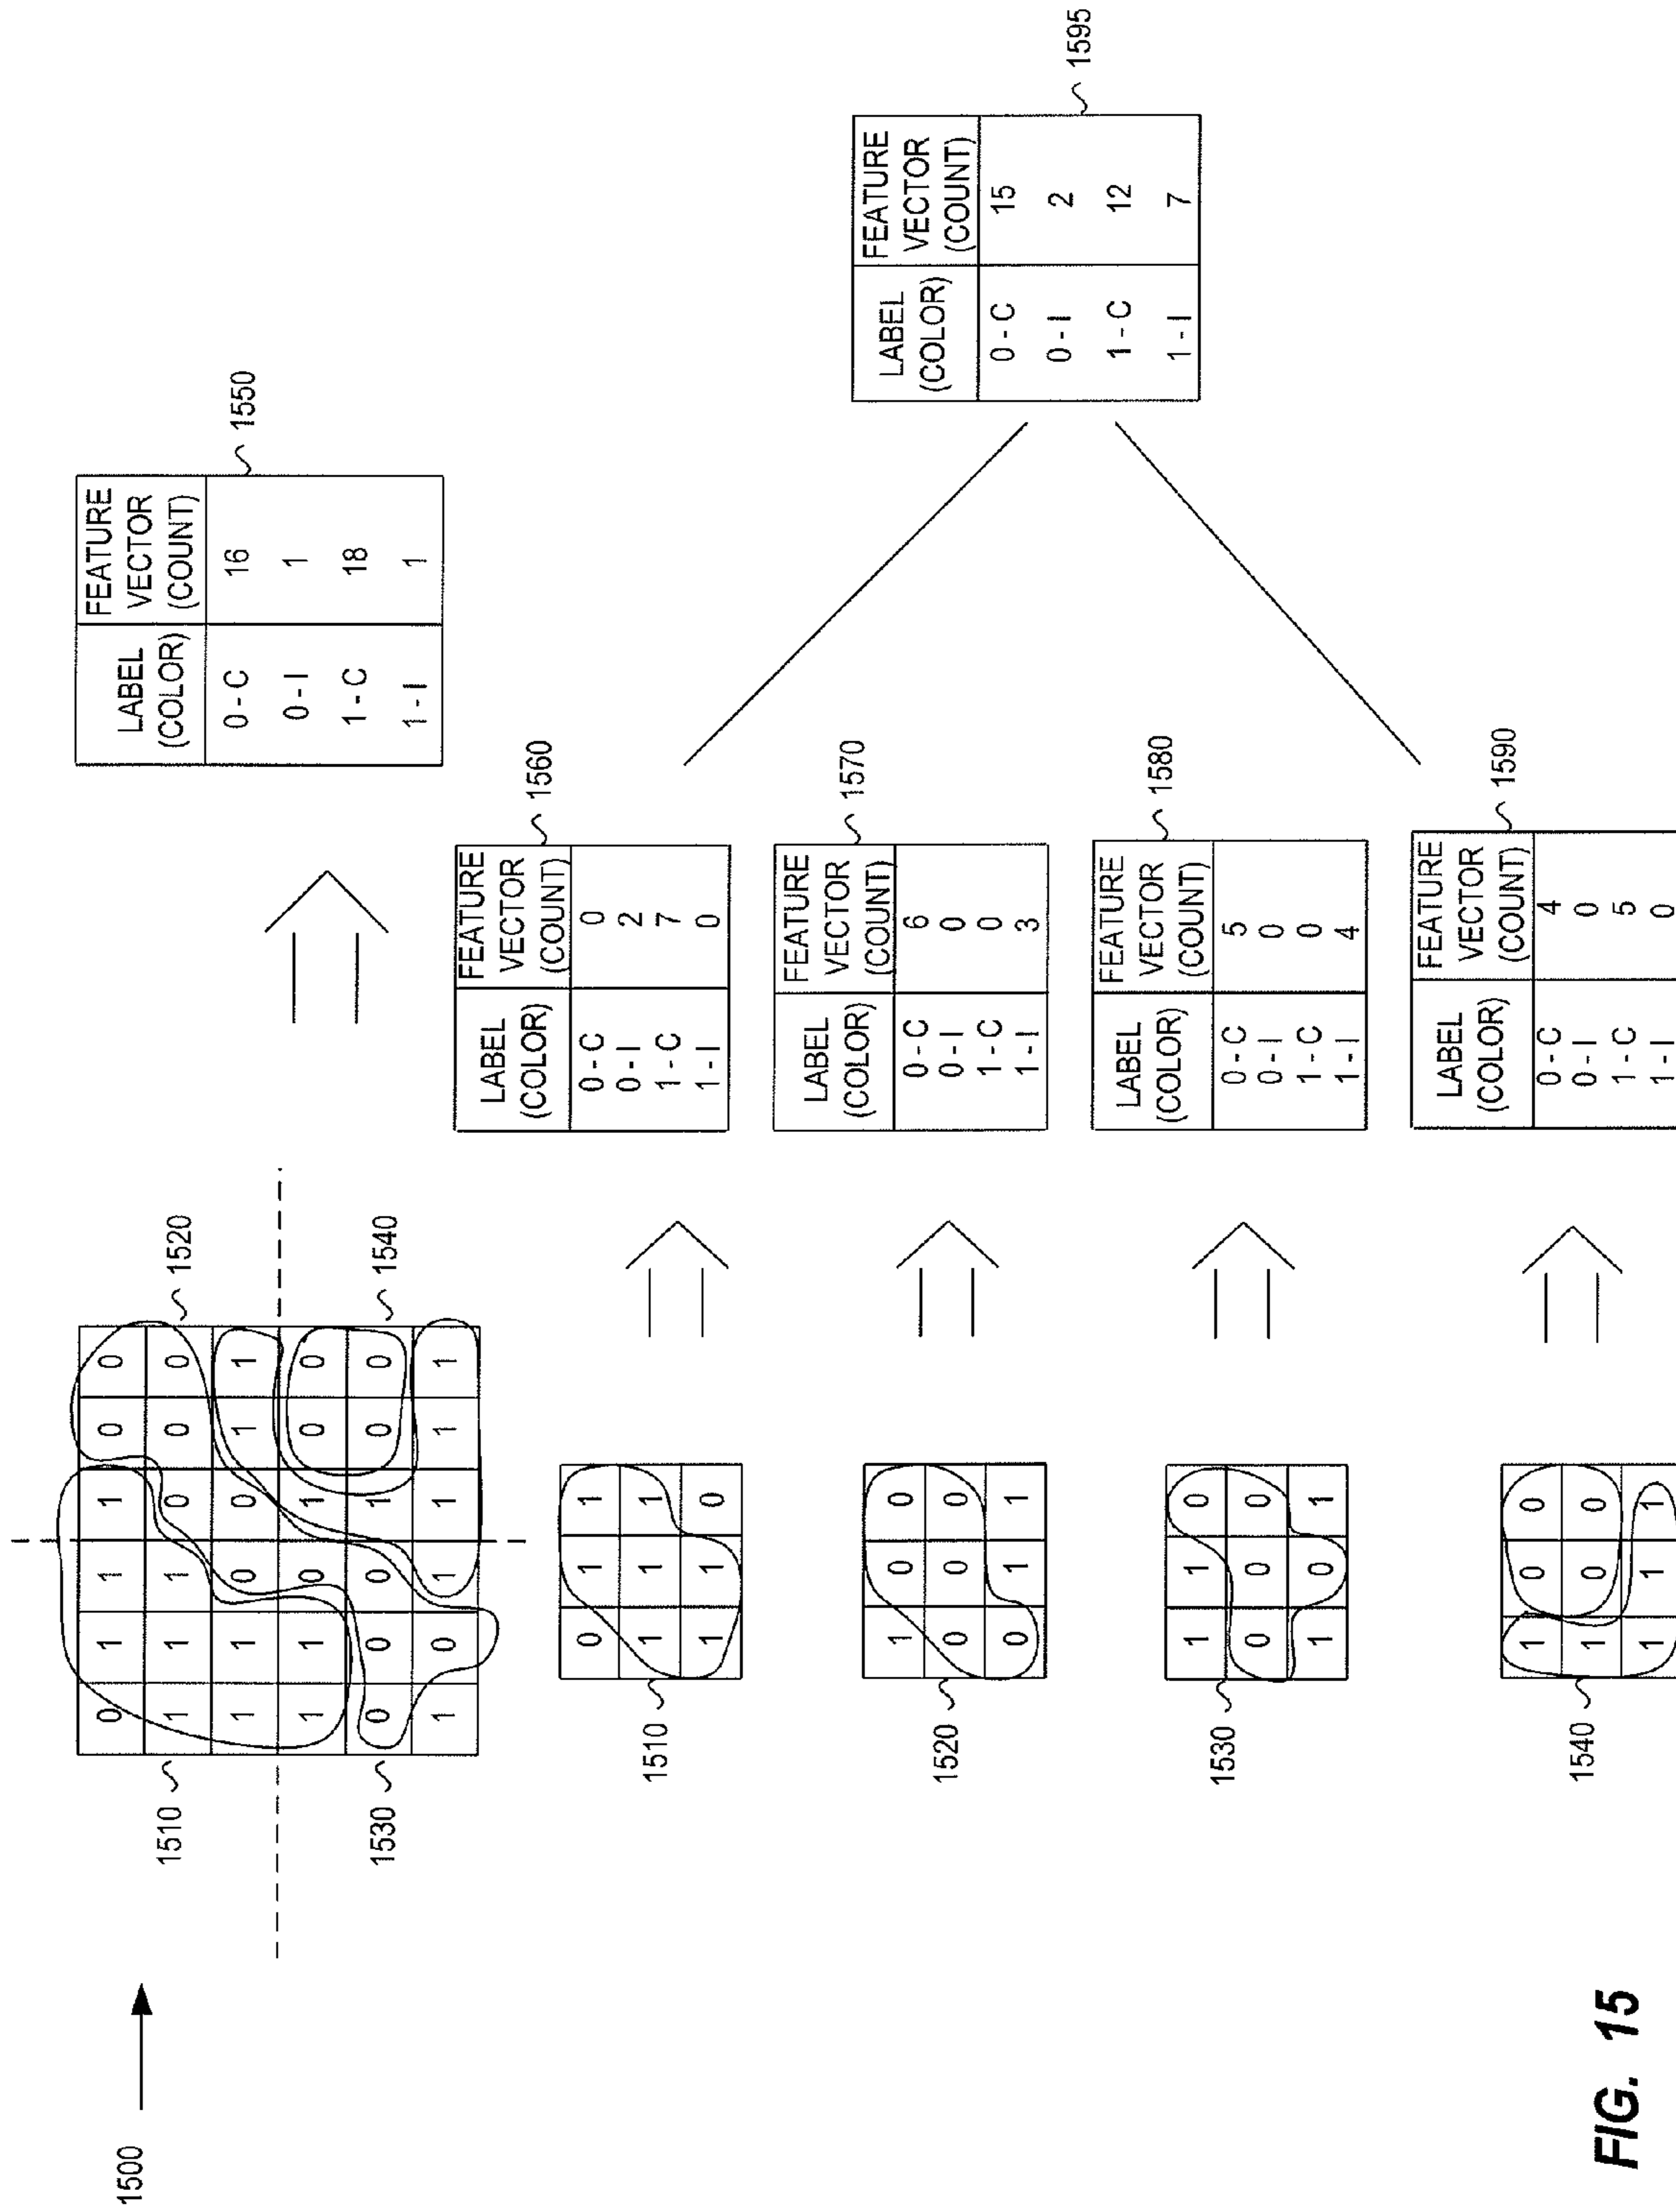 1500
1510
1520
0 1 1 1 0 0
1 1 1 0 0 0
1 1 0 0 1 1
1 1 0 1 0 0
0 0 0 1 0 0
1 0 1 1 1 1
1530
1540
LABEL (COLOR) FEATURE VECTOR (COUNT)
0 - C 16
0 - I 1
1 - C 18
1 - I 1
1550
1510
0 1 1
1 1 1
1 1 0
LABEL (COLOR) FEATURE VECTOR (COUNT)
0 - C 0
0 - I 2
1 - C 7
1 - I 0
1560
1520
1 0 0
0 0 0
0 1 1
LABEL (COLOR) FEATURE VECTOR (COUNT)
0 - C 6
0 - I 0
1 - C 0
1 - I 3
1570
LABEL (COLOR) FEATURE VECTOR (COUNT)
0 - C 15
0 - I 2
1 - C 12
1 - I 7
1595
1530
1 1 0
0 0 0
1 0 1
LABEL (COLOR) FEATURE VECTOR (COUNT)
0 - C 5
0 - I 0
1 - C 0
1 - I 4
1580
1540
1 0 0
1 0 0
1 1 1
LABEL (COLOR) FEATURE VECTOR (COUNT)
0 - C 4
0 - I 0
1 - C 5
1 - I 0
1590
FIG. 15